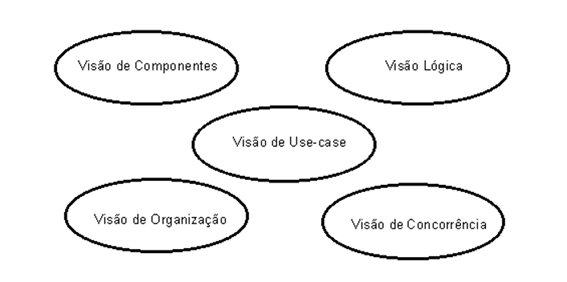 Visão de Componentes
Visão Lógica
Visão de Use-case
Visão de Organização
Visão de Concorrência